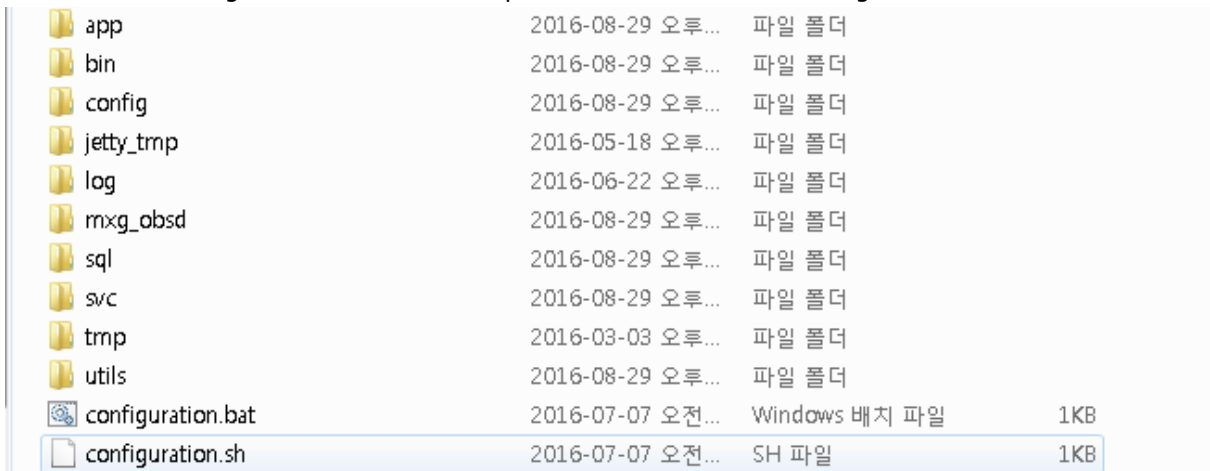 app 2016-08-29 오후... 파일 폴더
bin 2016-08-29 오후... 파일 폴더
config 2016-08-29 오후... 파일 폴더
jetty_tmp 2016-05-18 오후... 파일 폴더
log 2016-06-22 오후... 파일 폴더
mxg_obsd 2016-08-29 오후... 파일 폴더
sql 2016-08-29 오후... 파일 폴더
svc 2016-08-29 오후... 파일 폴더
tmp 2016-03-03 오후... 파일 폴더
utils 2016-08-29 오후... 파일 폴더
configuration.bat 2016-07-07 오전... Windows 배치 파일 1KB
configuration.sh 2016-07-07 오전... SH 파일 1KB